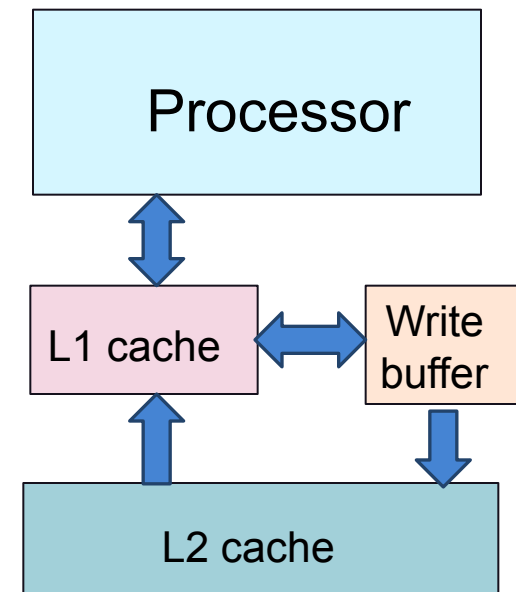 Processor
L1 cache
Write
buffer
L2 cache